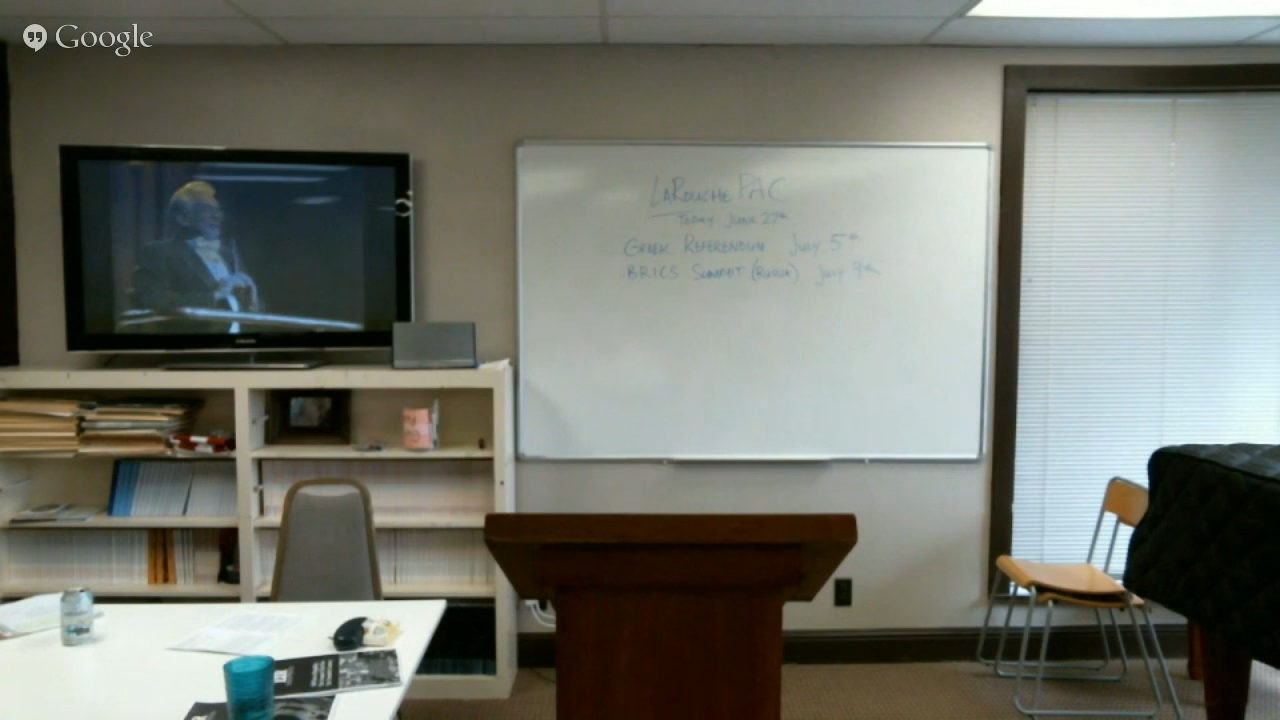 Google
LAROUCHE PAC
TODAY JUNE 27th
GREEK REFERENDUM July 5th
BRICS SUMMIT (RUSSIA) July 9th